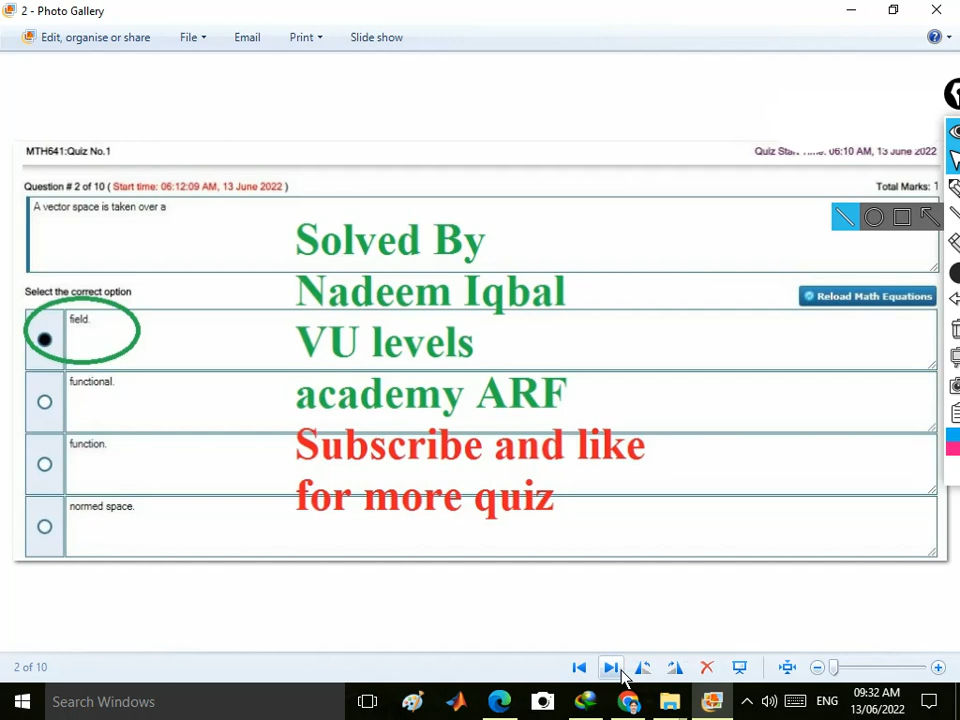 2 - Photo Gallery
Edit, organise or share File Email Print Slide show
MTH641:Quiz No.1
06:10 AM, 13 June 2022
Question # 2 of 10 ( Start time: 06:12:09 AM, 13 June 2022 )
Total Marks: 1
A vector space is taken over a
Solved By
Nadeem Iqbal
VU levels
academy ARF
Subscribe and like
for more quiz
Select the correct option
Reload Math Equations
field.
functional.
function.
normed space.
2 of 10
Search Windows
ENG
09:32 AM
13/06/2022